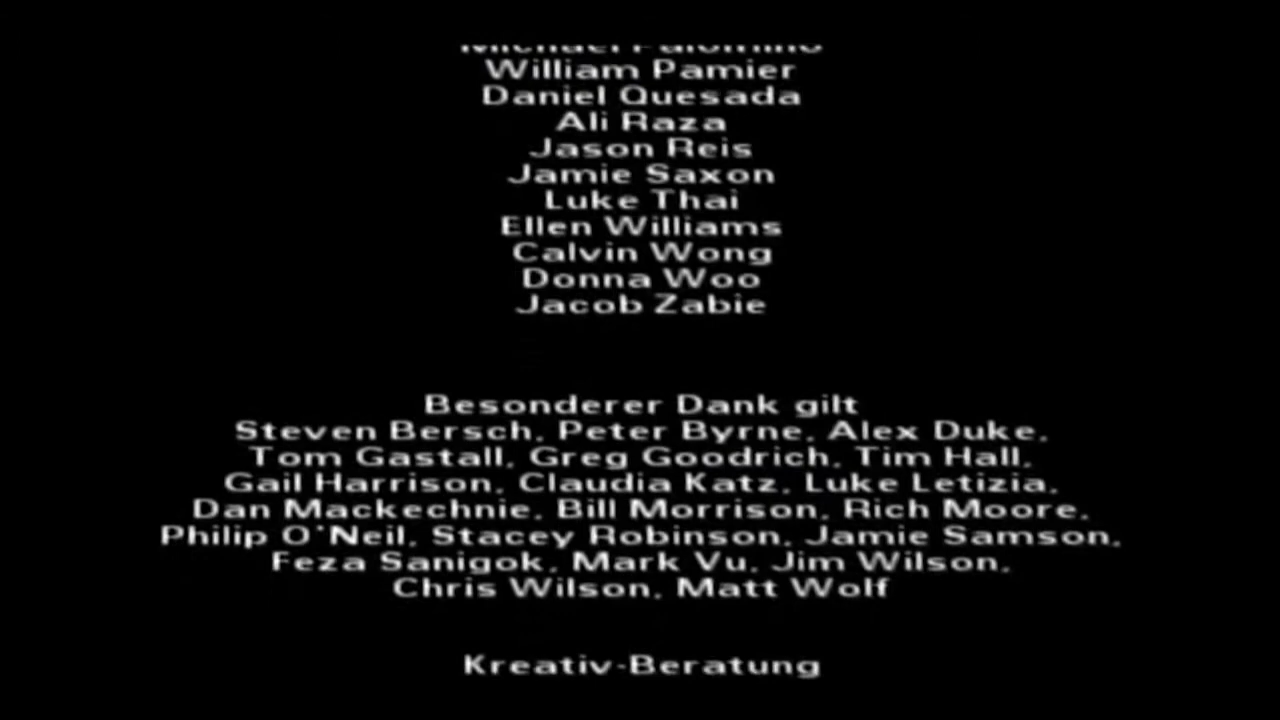 William Pamier
Daniel Quesada
Ali Raza
Jason Reis
Jamie Saxon
Luke Thai
Ellen Williams
Calvin Wong
Donna Woo
Jacob Zabie
Besonderer Dank gilt
Steven Bersch, Peter Byrne, Alex Duke,
Tom Gastall, Greg Goodrich, Tim Hall,
Gail Harrison, Claudia Katz, Luke Letizia,
Dan Mackechnie, Bill Morrison, Rich Moore,
Philip O'Neil, Stacey Robinson, Jamie Samson,
Feza Sanigok, Mark Vu, Jim Wilson,
Chris Wilson, Matt Wolf
Kreativ-Beratung